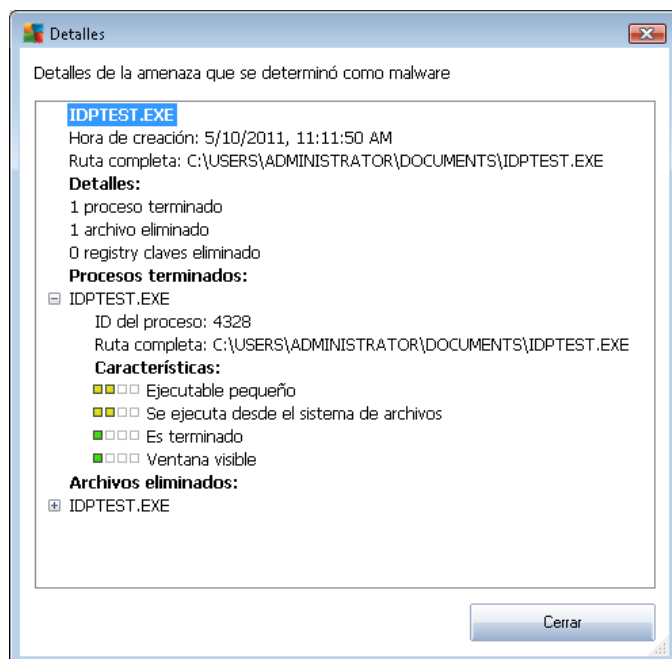 Detalles
Detalles de la amenaza que se determinó como malware
IDPTEST.EXE
Hora de creación: 5/10/2011, 11:11:50 AM
Ruta completa: C:\USERS\ADMINISTRATOR\DOCUMENTS\IDPTEST.EXE
Detalles:
1 proceso terminado
1 archivo eliminado
0 registry claves eliminado
Procesos terminados:
IDPTEST.EXE
ID del proceso: 4328
Ruta completa: C:\USERS\ADMINISTRATOR\DOCUMENTS\IDPTEST.EXE
Características:
Ejecutable pequeño
Se ejecuta desde el sistema de archivos
Es terminado
Ventana visible
Archivos eliminados:
IDPTEST.EXE
Cerrar